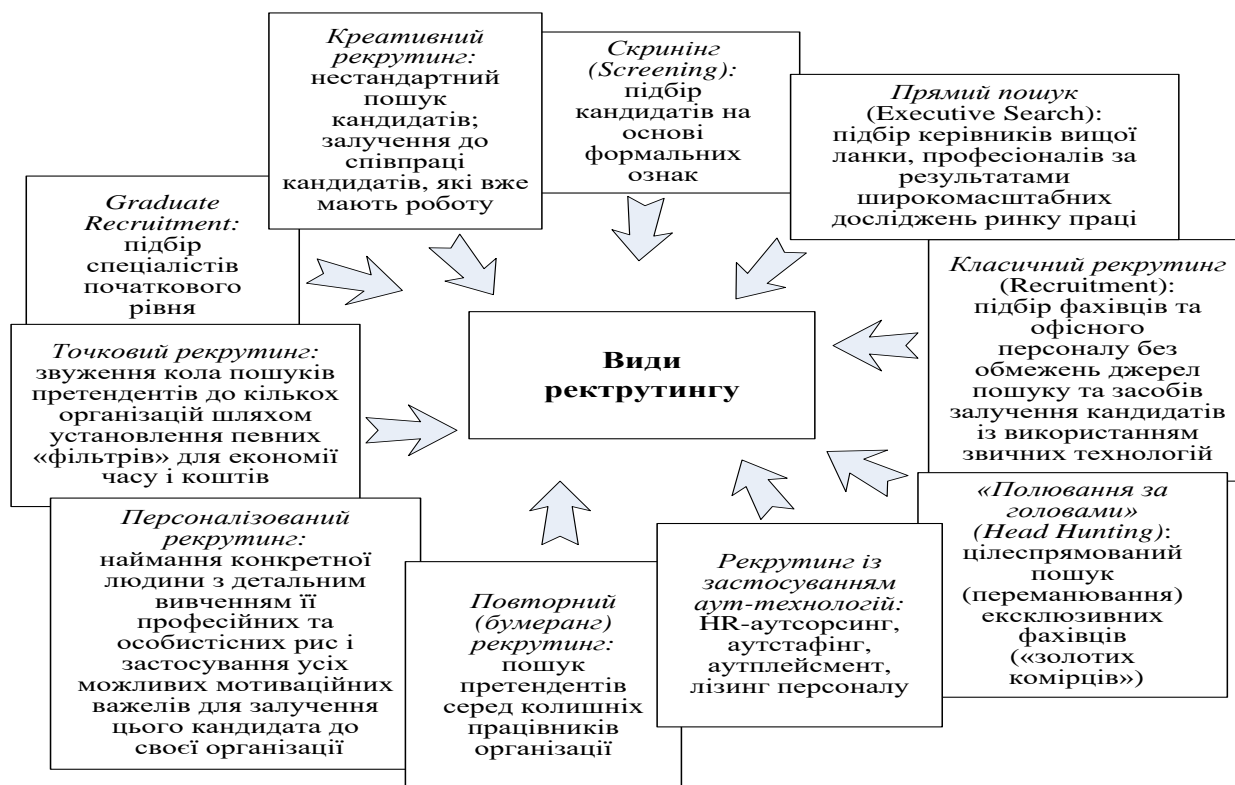 Креативний
рекрутинг:
нестандартний
пошук
кандидатів;
залучення до
співпраці
кандидатів, які вже
мають роботу
Скринінг
(Screening):
підбір
кандидатів на
основі
формальних
ознак
Прямий пошук
(Executive Search):
підбір керівників вищої
ланки, професіоналів за
результатами
широкомасштабних
досліджень ринку праці
Graduate
Recruitment:
підбір
спеціалістів
початкового
рівня
Класичний рекрутинг
(Recruitment):
підбір фахівців та
офісного
персоналу без
обмежень джерел
пошуку та засобів
залучення кандидатів
із використанням
звичних технологій
Точковий рекрутинг:
звуження кола пошуків
претендентів до кількох
організацій шляхом
установлення певних
«фільтрів» для економії
часу і коштів
Види
ректрутингу
Персоналізований
рекрутинг:
наймання конкретної
людини з детальним
вивченням її
професійних та
особистісних рис і
застосування усіх
можливих мотиваційних
важелів для залучення
цього кандидата до
своєї організації
Повторний
(бумеранг)
рекрутинг:
пошук
претендентів
серед колишніх
працівників
організації
Рекрутинг із
застосуванням
аут-технологій:
HR-аутсорсинг,
аутстафінг,
аутплейсмент,
лізинг персоналу
«Полювання за
головами»
(Head Hunting):
цілеспрямований
пошук
(переманювання)
ексклюзивних
фахівців
(«золотих
комірців»)